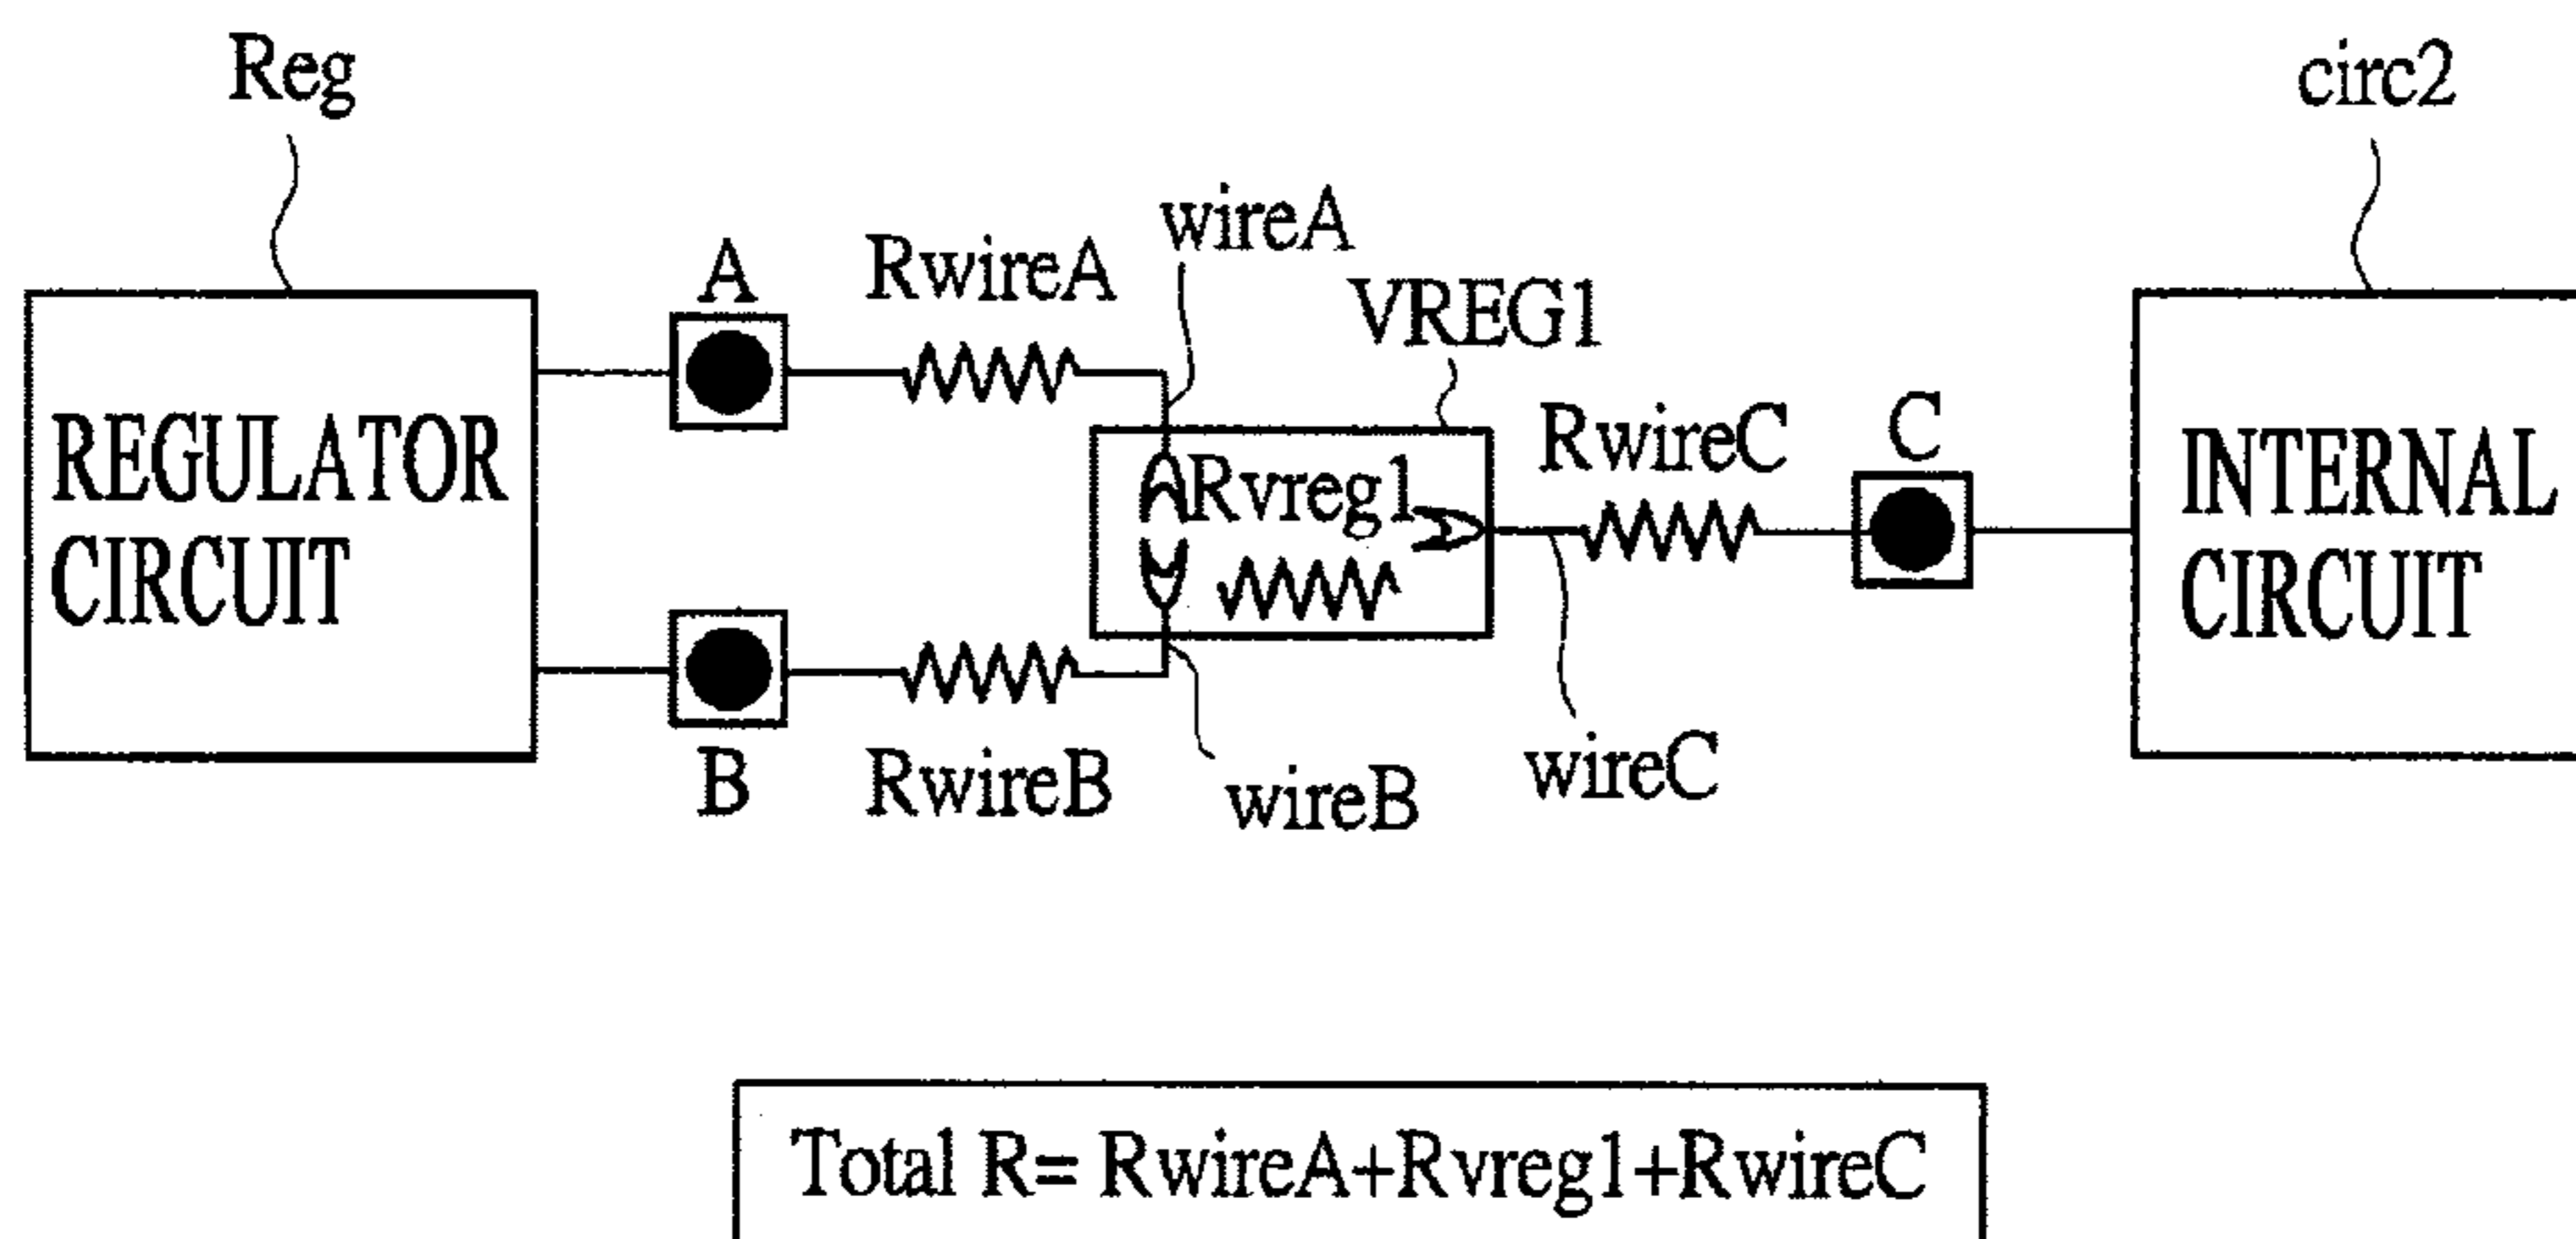 Reg
circ2
wireA
A
RwireA
VREG1
REGULATOR
CIRCUIT
Rvreg1
RwireC
C
INTERNAL
CIRCUIT
B
RwireB
wireB
wireC
Total R= RwireA+Rvreg1+RwireC